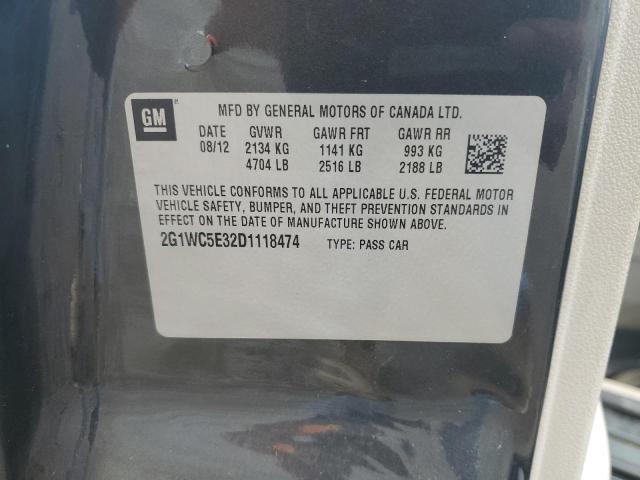 GM
MFD BY GENERAL MOTORS OF CANADA LTD.
DATE GVWR GAWR FRT GAWR RR
08/12 2134 KG 1141 KG 993 KG
4704 LB 2516 LB 2188 LB
THIS VEHICLE CONFORMS TO ALL APPLICABLE U.S. FEDERAL MOTOR
VEHICLE SAFETY, BUMPER, AND THEFT PREVENTION STANDARDS IN
EFFECT ON THE DATE OF MANUFACTURE SHOWN ABOVE.
2G1WC5E32D1118474 TYPE: PASS CAR